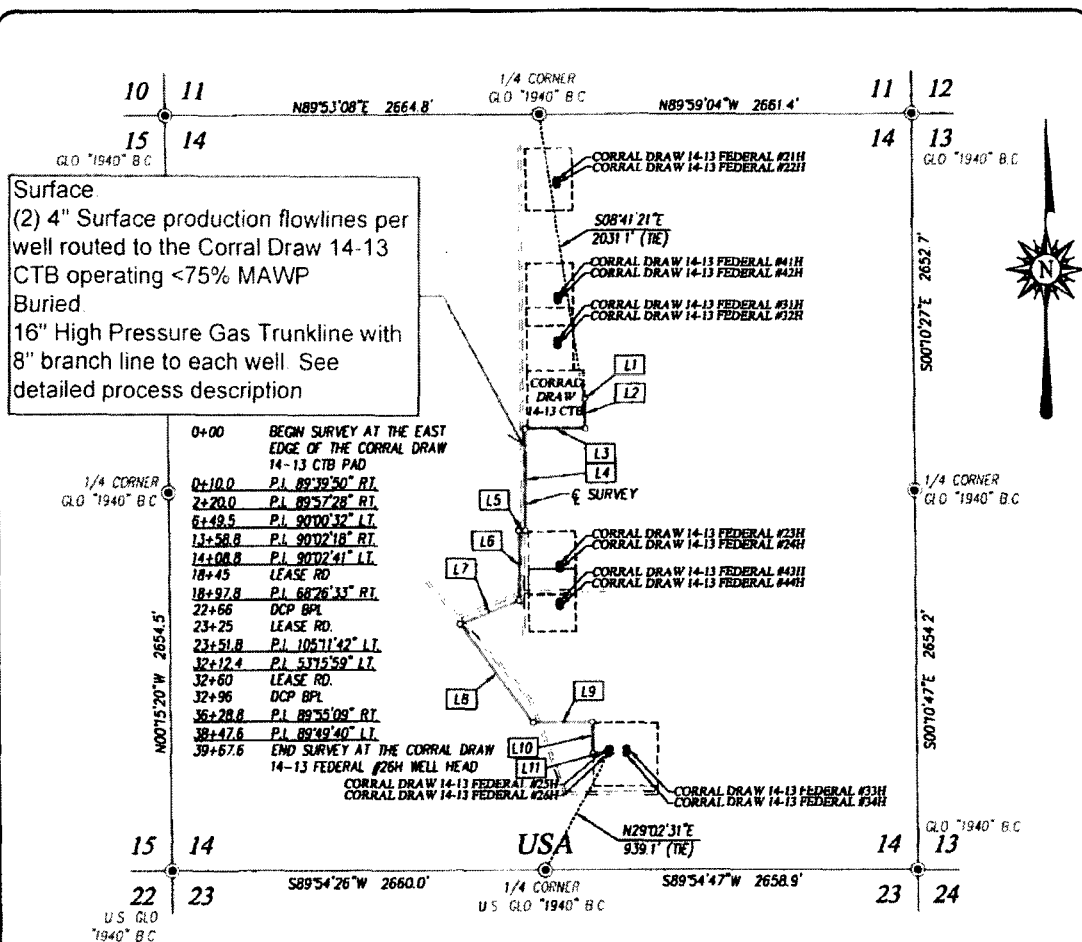 1/4 CORNER
GLO "1940" B.C
10 11
N89°53'08"E 2664.8'
N89°59'04"W 2661.4'
11 12
15 14
GLO "1940" B.C
14 13
GLO "1940" B.C
CORRAL DRAW 14-13 FEDERAL #21H
CORRAL DRAW 14-13 FEDERAL #22H
Surface.
(2) 4" Surface production flowlines per
well routed to the Corral Draw 14-13
CTB operating <75% MAWP
Buried.
16" High Pressure Gas Trunkline with
8" branch line to each well. See
detailed process description
S08°41'21"E
2031.1' (TIE)
CORRAL DRAW 14-13 FEDERAL #41H
CORRAL DRAW 14-13 FEDERAL #42H
CORRAL DRAW 14-13 FEDERAL #31H
CORRAL DRAW 14-13 FEDERAL #32H
S00°10'27"E 2652.7'
N
L1
L2
CORRAL
DRAW
14-13 CTB
L3
L4
0+00 BEGIN SURVEY AT THE EAST
EDGE OF THE CORRAL DRAW
14-13 CTB PAD
0+10.0 P.I. 89°39'50" RT.
2+20.0 P.I. 89°57'28" RT.
6+49.5 P.I. 90°00'32" LT.
13+58.8 P.I. 90°02'18" RT.
14+08.8 P.I. 90°02'41" LT.
18+45 LEASE RD
18+97.8 P.I. 68°26'33" RT.
22+66 DCP BPL
23+25 LEASE RD.
23+51.8 P.I. 105°11'42" LT.
32+12.4 P.I. 53°15'59" LT.
32+60 LEASE RD.
32+96 DCP BPL
36+28.8 P.I. 89°55'09" RT.
38+47.6 P.I. 89°49'40" LT.
39+67.6 END SURVEY AT THE CORRAL DRAW
14-13 FEDERAL #26H WELL HEAD
1/4 CORNER
GLO "1940" B.C
1/4 CORNER
GLO "1940" B.C
L5
℄ SURVEY
L6
CORRAL DRAW 14-13 FEDERAL #23H
CORRAL DRAW 14-13 FEDERAL #24H
L7
CORRAL DRAW 14-13 FEDERAL #43H
CORRAL DRAW 14-13 FEDERAL #44H
N00°15'20"W 2654.5'
S00°10'47"E 2654.2'
L8
L9
L10
L11
CORRAL DRAW 14-13 FEDERAL #25H
CORRAL DRAW 14-13 FEDERAL #26H
CORRAL DRAW 14-13 FEDERAL #33H
CORRAL DRAW 14-13 FEDERAL #34H
N29°02'31"E
939.1' (TIE)
USA
GLO "1940" B.C
15 14
14 13
S89°54'26"W 2660.0'
1/4 CORNER
U S GLO "1940" B C
S89°54'47"W 2658.9'
22 23
U S GLO
"1940" B C
23 24